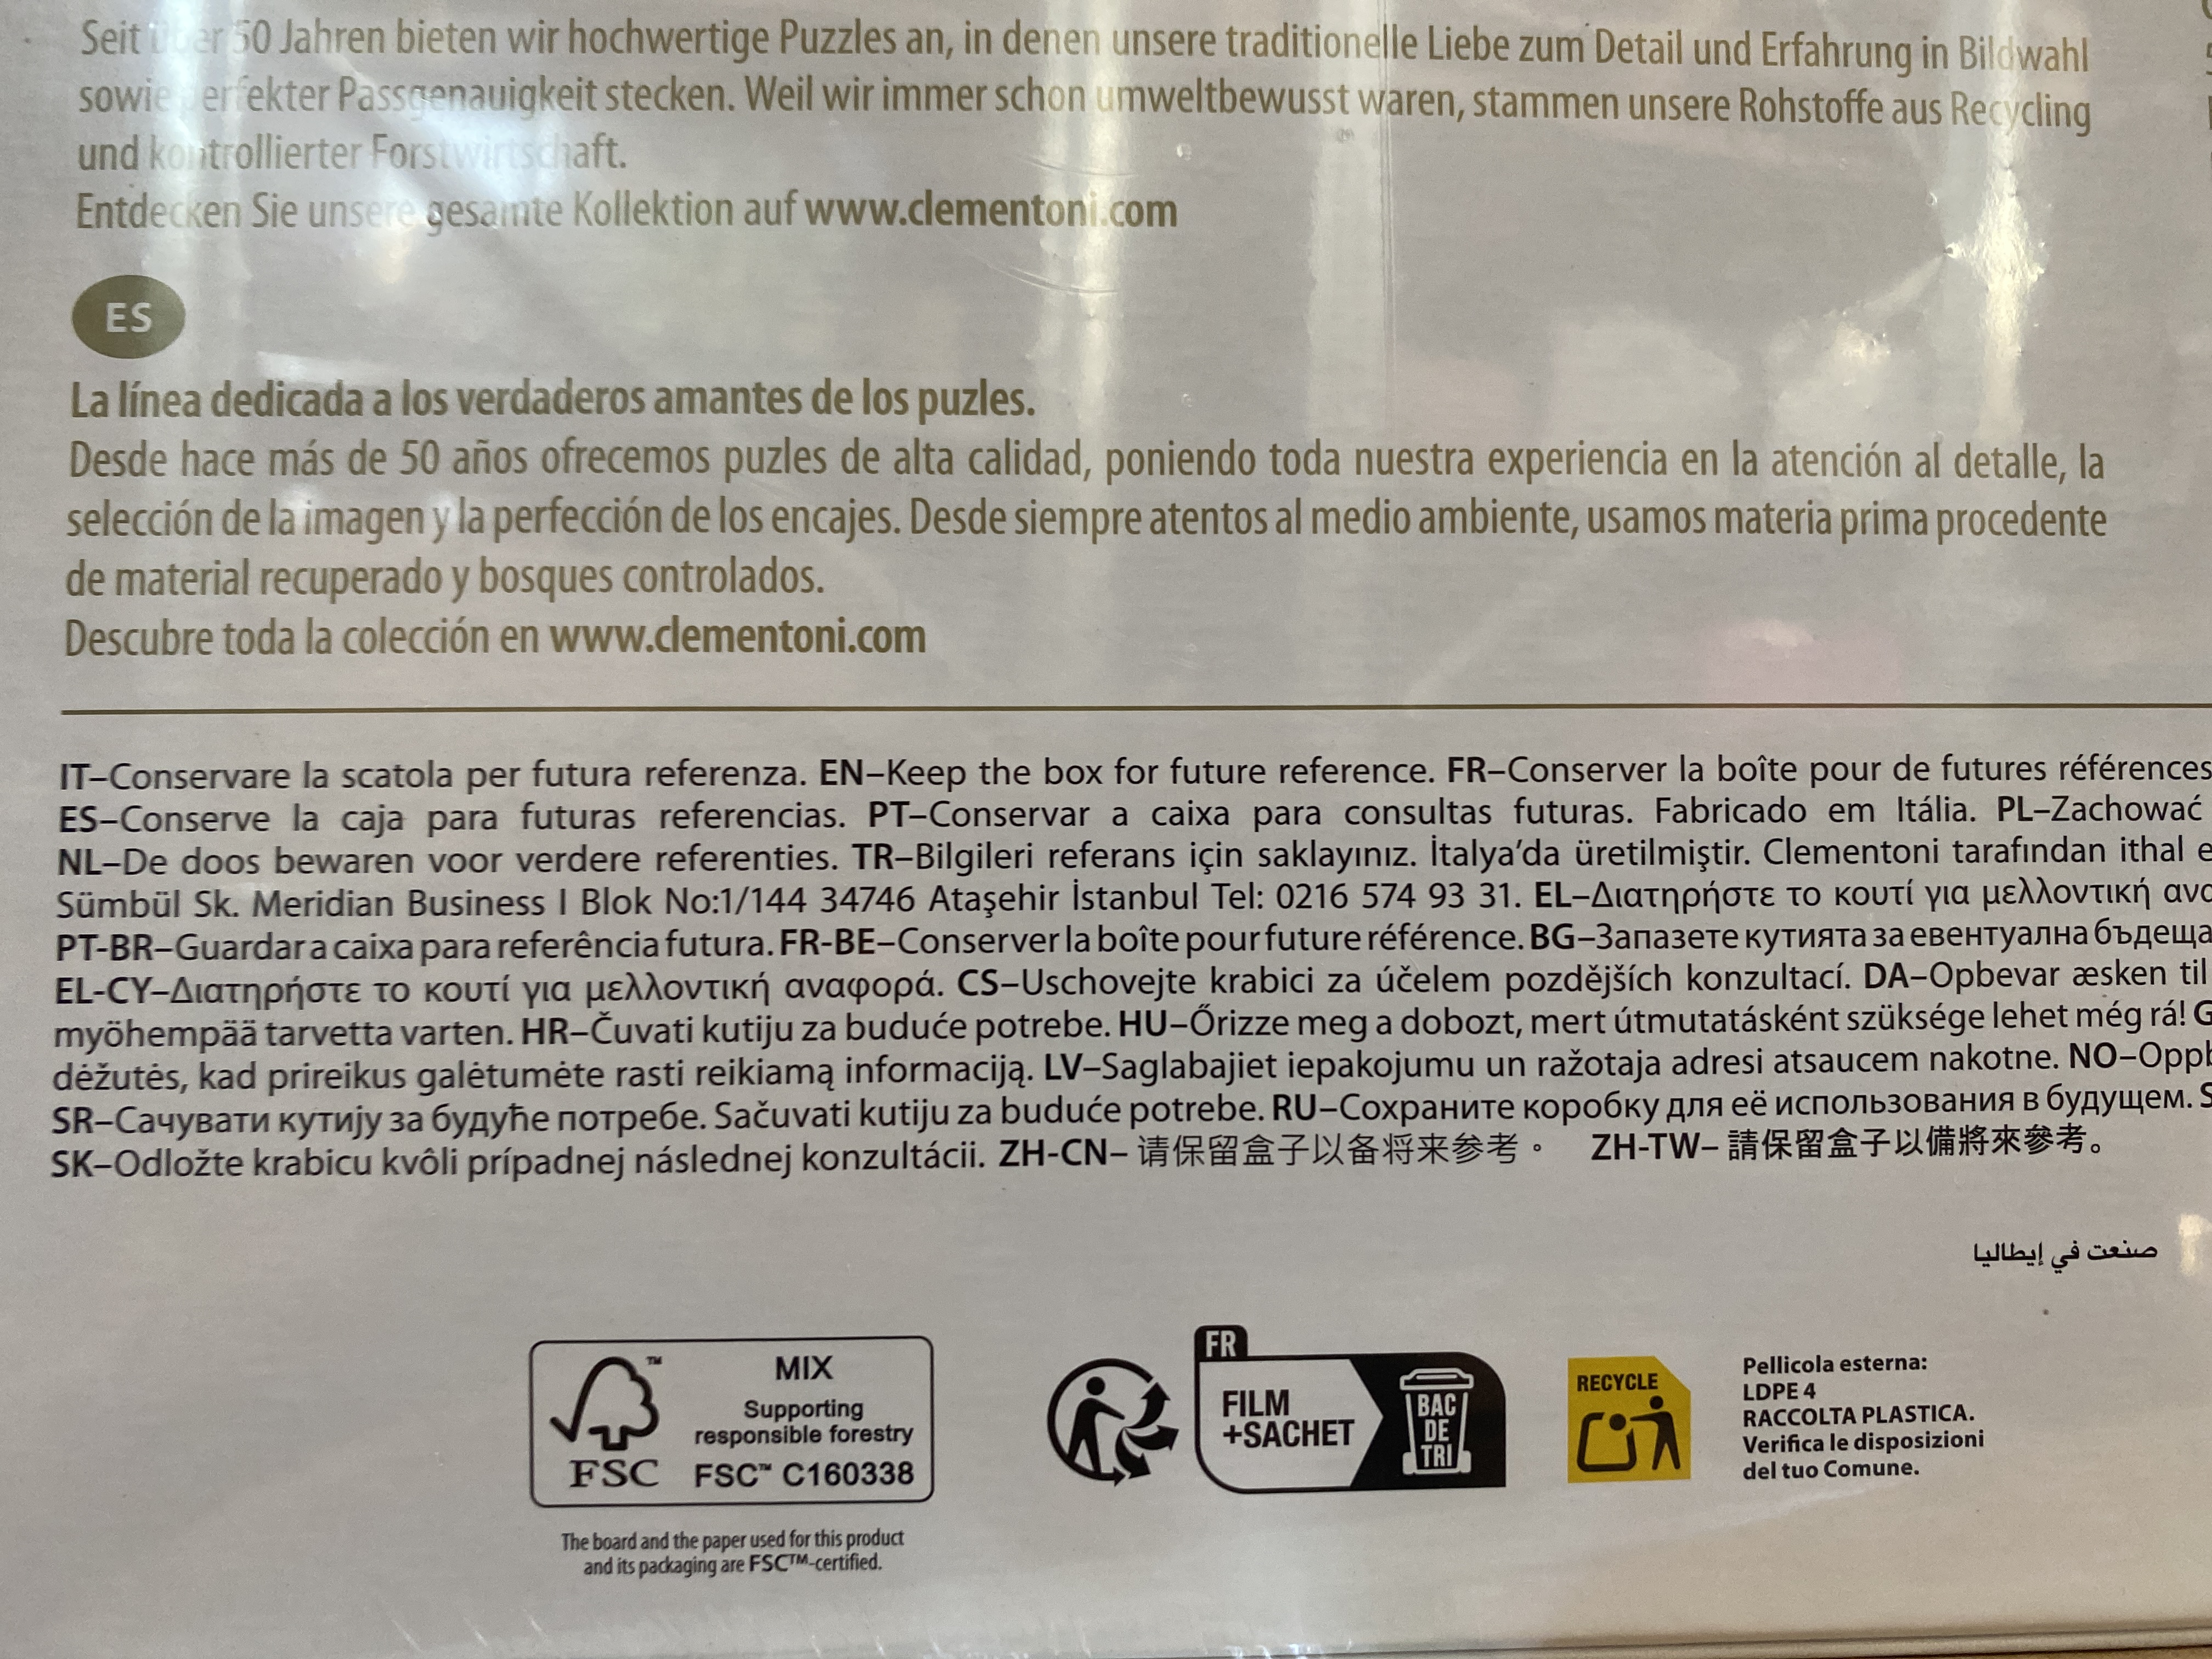 Seit über 50 Jahren bieten wir hochwertige Puzzles an, in denen unsere traditionelle Liebe zum Detail und Erfahrung in Bildwahl
sowie perfekter Passgenauigkeit stecken. Weil wir immer schon umweltbewusst waren, stammen unsere Rohstoffe aus Recycling
und kontrollierter Forstwirtschaft.
Entdecken Sie unsere gesamte Kollektion auf www.clementoni.com
ES
La línea dedicada a los verdaderos amantes de los puzles.
Desde hace más de 50 años ofrecemos puzles de alta calidad, poniendo toda nuestra experiencia en la atención al detalle, la
selección de la imagen y la perfección de los encajes. Desde siempre atentos al medio ambiente, usamos materia prima procedente
de material recuperado y bosques controlados.
Descubre toda la colección en www.clementoni.com
IT–Conservare la scatola per futura referenza. EN–Keep the box for future reference. FR–Conserver la boîte pour de futures références
ES–Conserve la caja para futuras referencias. PT–Conservar a caixa para consultas futuras. Fabricado em Itália. PL–Zachować
NL–De doos bewaren voor verdere referenties. TR–Bilgileri referans için saklayınız. İtalya’da üretilmiştir. Clementoni tarafından ithal e
Sümbül Sk. Meridian Business I Blok No:1/144 34746 Ataşehir İstanbul Tel: 0216 574 93 31. EL–Διατηρήστε το κουτί για μελλοντική ανα
PT-BR–Guardar a caixa para referência futura. FR-BE–Conserver la boîte pour future référence. BG–Запазете кутията за евентуална бъдеща
EL-CY–Διατηρήστε το κουτί για μελλοντική αναφορά. CS–Uschovejte krabici za účelem pozdějších konzultací. DA–Opbevar æsken til
myöhempää tarvetta varten. HR–Čuvati kutiju za buduće potrebe. HU–Őrizze meg a dobozt, mert útmutatásként szüksége lehet még rá! G
dėžutės, kad prireikus galėtumėte rasti reikiamą informaciją. LV–Saglabajiet iepakojumu un ražotaja adresi atsaucem nakotne. NO–Oppb
SR–Сачувати кутију за будуће потребе. Sačuvati kutiju za buduće potrebe. RU–Сохраните коробку для её использования в будущем. S
SK–Odložte krabicu kvôli prípadnej následnej konzultácii. ZH-CN– 请保留盒子以备将来参考。 ZH-TW– 請保留盒子以備將來參考。
صنعت في إيطاليا
FSC
MIX
Supporting
responsible forestry
FSC™ C160338
The board and the paper used for this product
and its packaging are FSC™-certified.
FR
FILM
+SACHET
BAC
DE
TRI
RECYCLE
Pellicola esterna:
LDPE 4
RACCOLTA PLASTICA.
Verifica le disposizioni
del tuo Comune.